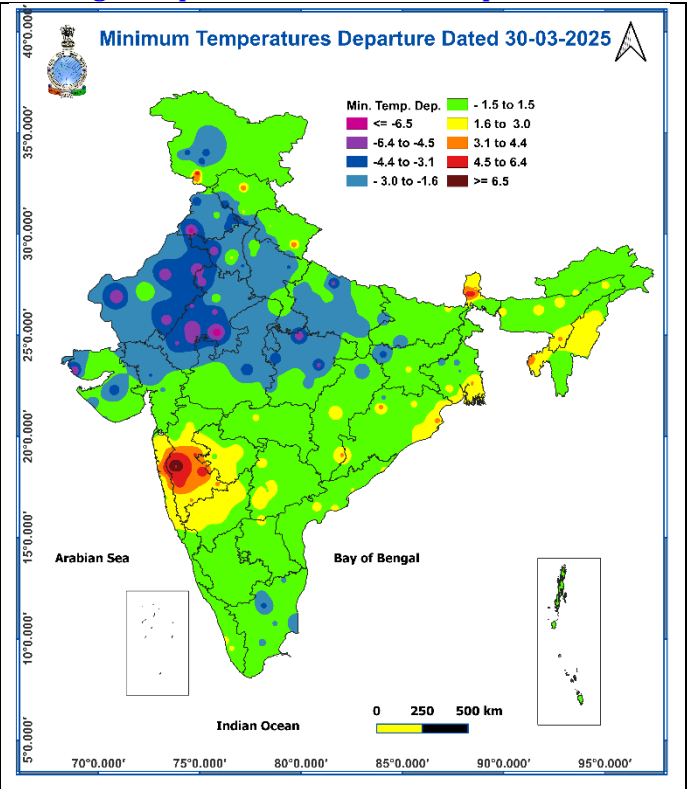 Minimum Temperatures Departure Dated 30-03-2025
Min. Temp. Dep.
<= -6.5
-6.4 to -4.5
-4.4 to -3.1
- 3.0 to -1.6
- 1.5 to 1.5
1.6 to 3.0
3.1 to 4.4
4.5 to 6.4
>= 6.5
40°0.000'
35°0.000'
30°0.000'
25°0.000'
20°0.000'
15°0.000'
10°0.000'
5°0.000'
Arabian Sea
Bay of Bengal
Indian Ocean
0 250 500 km
70°0.000' 75°0.000' 80°0.000' 85°0.000' 90°0.000' 95°0.000'